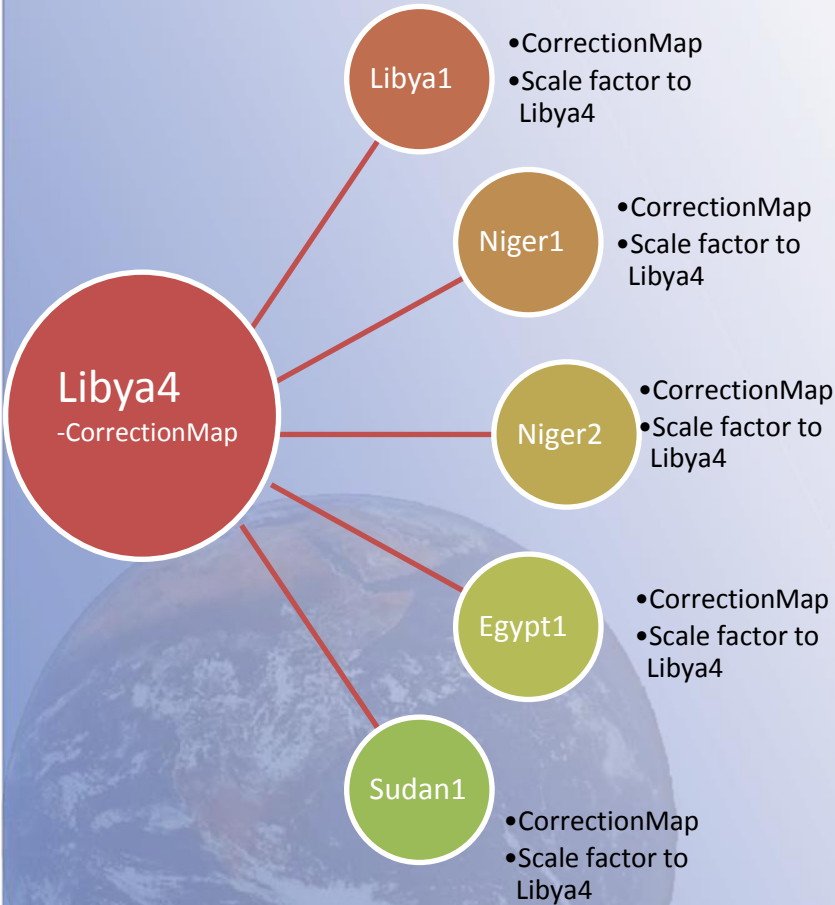 Libya1
•CorrectionMap
•Scale factor to
Libya4
Niger1
•CorrectionMap
•Scale factor to
Libya4
Libya4
-CorrectionMap
Niger2
•CorrectionMap
•Scale factor to
Libya4
Egypt1
•CorrectionMap
•Scale factor to
Libya4
Sudan1
•CorrectionMap
•Scale factor to
Libya4